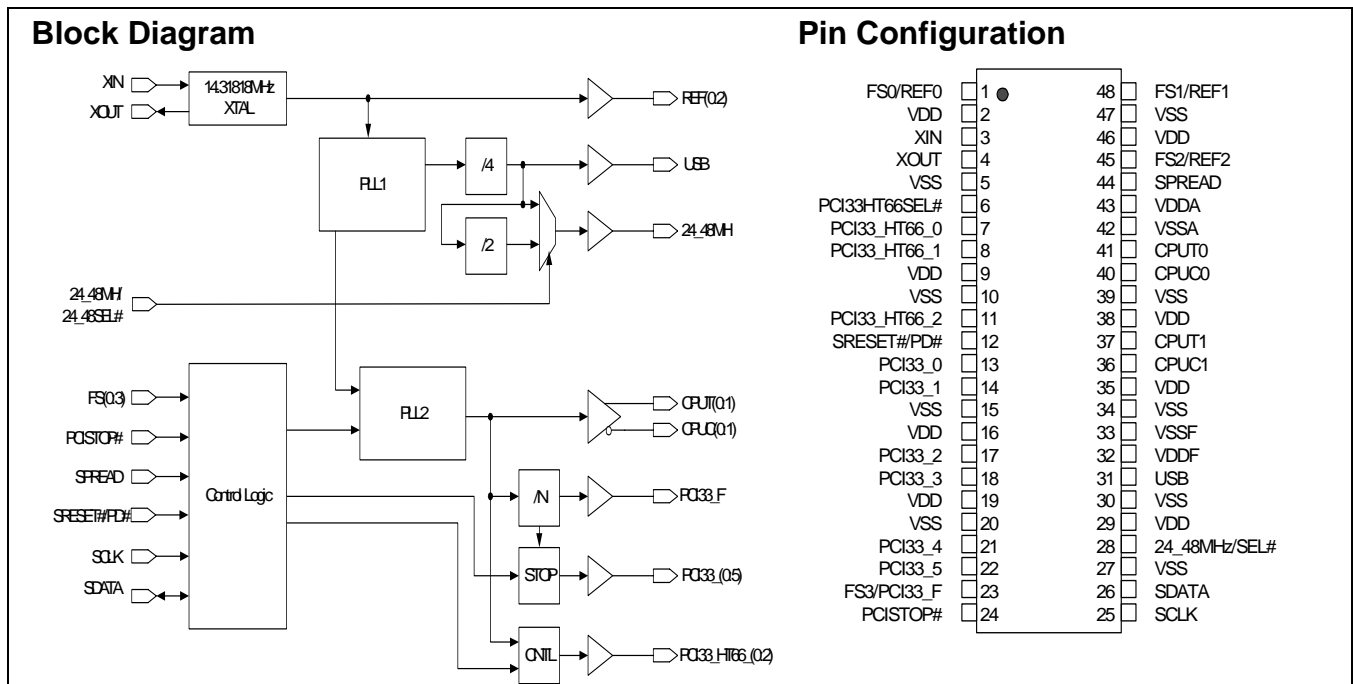 Block Diagram
XIN
XOUT
14.31818MHz
XTAL
REF(0:2)
PLL1
/4
USB
/2
24_48MH
24_48MH/
24_48SEL#
FS(0:3)
PCISTOP#
SPREAD
SRESET#/PD#
SCLK
SDATA
Control Logic
PLL2
CPUT(0:1)
CPUC(0:1)
/N
PCI33_F
STOP
PCI33_(0:5)
CNTL
PCI33_HT66_(0:2)
Pin Configuration
FS0/REF0 1 48 FS1/REF1
VDD 2 47 VSS
XIN 3 46 VDD
XOUT 4 45 FS2/REF2
VSS 5 44 SPREAD
PCI33HT66SEL# 6 43 VDDA
PCI33_HT66_0 7 42 VSSA
PCI33_HT66_1 8 41 CPUT0
VDD 9 40 CPUC0
VSS 10 39 VSS
PCI33_HT66_2 11 38 VDD
SRESET#/PD# 12 37 CPUT1
PCI33_0 13 36 CPUC1
PCI33_1 14 35 VDD
VSS 15 34 VSS
VDD 16 33 VSSF
PCI33_2 17 32 VDDF
PCI33_3 18 31 USB
VDD 19 30 VSS
VSS 20 29 VDD
PCI33_4 21 28 24_48MHz/SEL#
PCI33_5 22 27 VSS
FS3/PCI33_F 23 26 SDATA
PCISTOP# 24 25 SCLK